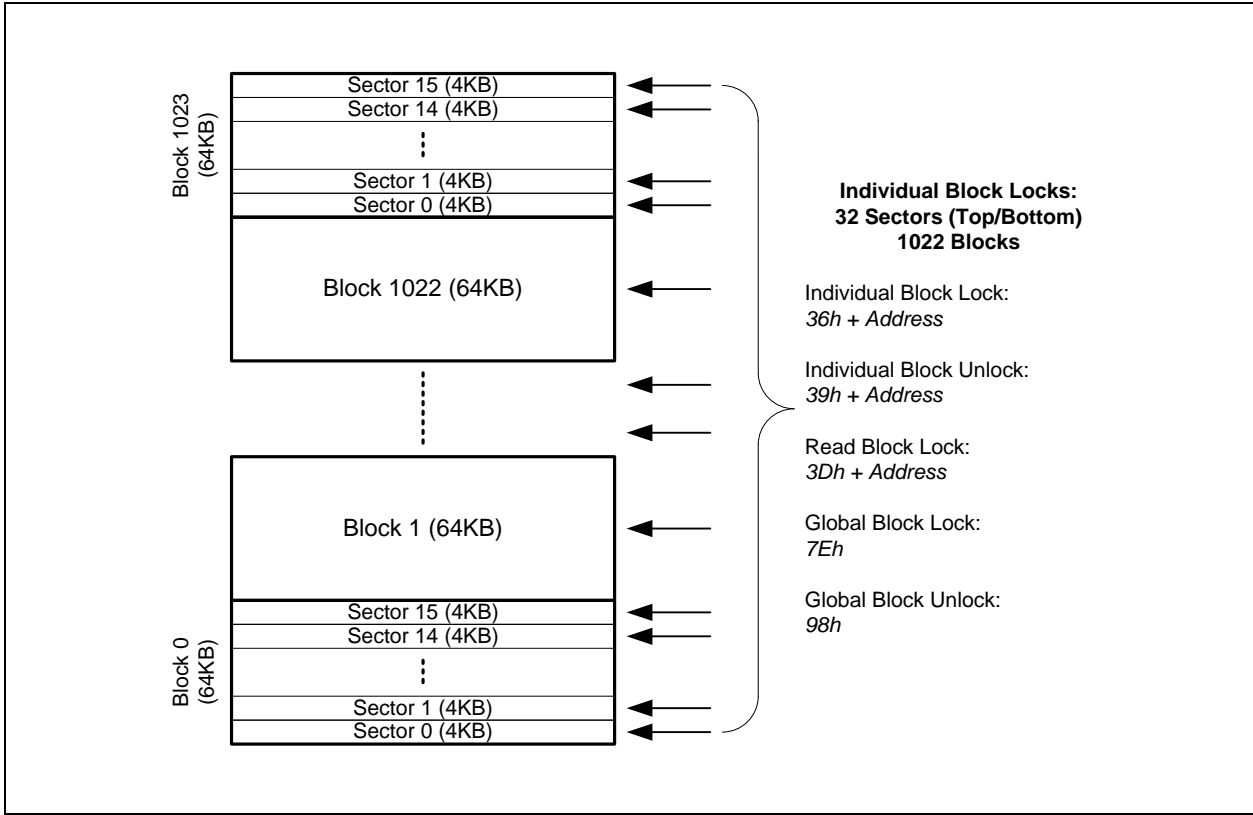 Block 1023
(64KB)
Sector 15 (4KB)
Sector 14 (4KB)
Sector 1 (4KB)
Sector 0 (4KB)
Block 1022 (64KB)
Block 1 (64KB)
Block 0
(64KB)
Sector 15 (4KB)
Sector 14 (4KB)
Sector 1 (4KB)
Sector 0 (4KB)
Individual Block Locks:
32 Sectors (Top/Bottom)
1022 Blocks
Individual Block Lock:
36h + Address
Individual Block Unlock:
39h + Address
Read Block Lock:
3Dh + Address
Global Block Lock:
7Eh
Global Block Unlock:
98h